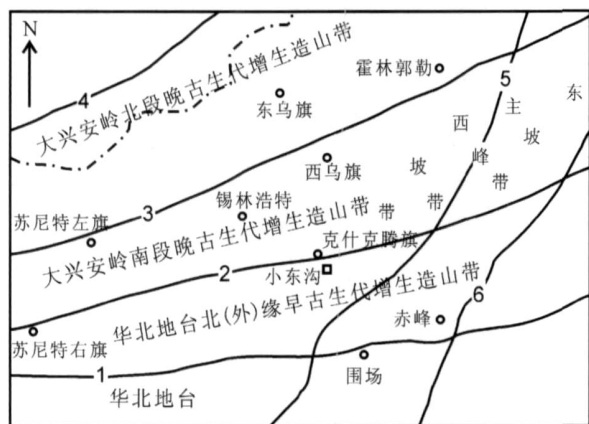 N
4
大兴安岭北段晚古生代增生造山带
霍林郭勒
5
东乌旗
西主东
坡峰坡
带带带
西乌旗
3
锡林浩特
苏尼特左旗
大兴安岭南段晚古生代增生造山带
克什克腾旗
2
小东沟
华北地台北(外)缘早古生代增生造山带
6
赤峰
苏尼特右旗
1
围场
华北地台